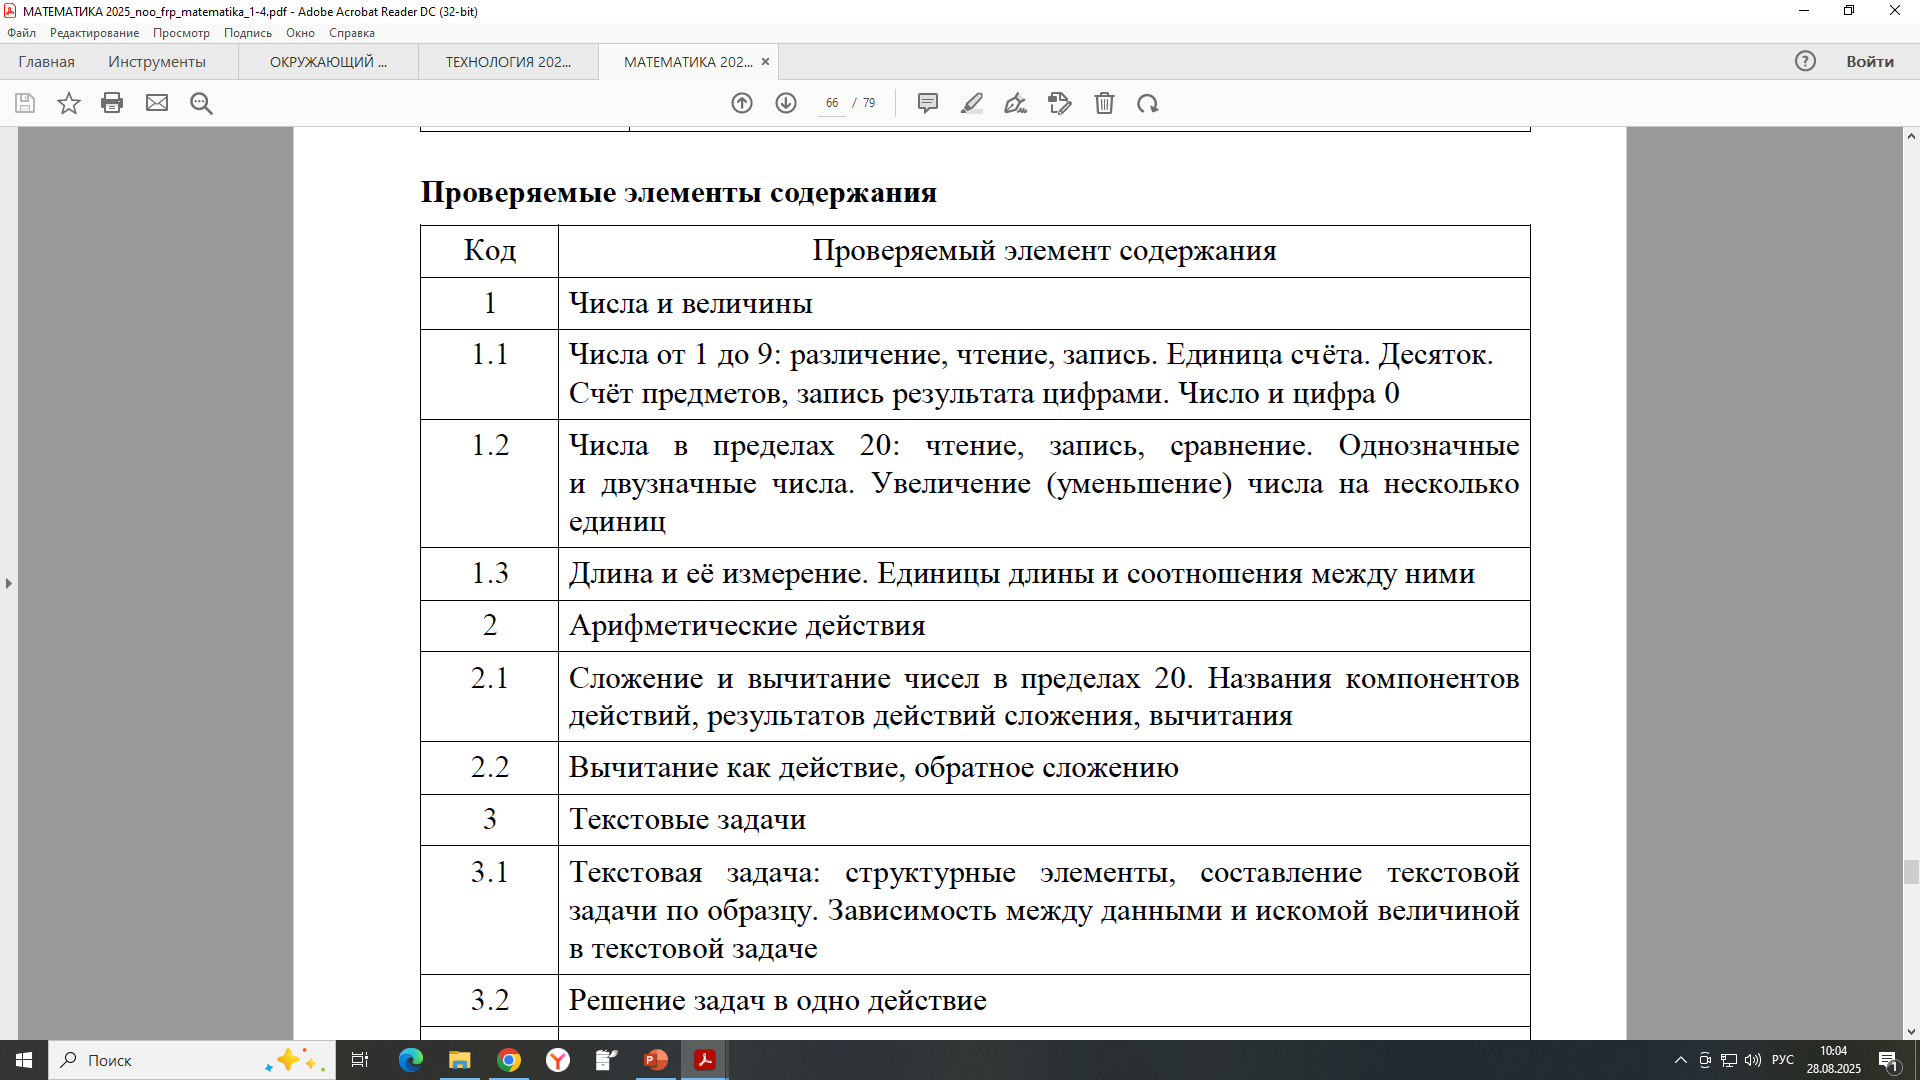 МАТЕМАТИКА 2025_noo_frp_matematika_1-4.pdf - Adobe Acrobat Reader DC (32-bit)
Файл Редактирование Просмотр Подпись Окно Справка
Главная Инструменты ОКРУЖАЮЩИЙ ... ТЕХНОЛОГИЯ 202... МАТЕМАТИКА 202... Войти
66 / 79
Проверяемые элементы содержания
Код Проверяемый элемент содержания
1 Числа и величины
1.1 Числа от 1 до 9: различение, чтение, запись. Единица счёта. Десяток.
Счёт предметов, запись результата цифрами. Число и цифра 0
1.2 Числа в пределах 20: чтение, запись, сравнение. Однозначные
и двузначные числа. Увеличение (уменьшение) числа на несколько
единиц
1.3 Длина и её измерение. Единицы длины и соотношения между ними
2 Арифметические действия
2.1 Сложение и вычитание чисел в пределах 20. Названия компонентов
действий, результатов действий сложения, вычитания
2.2 Вычитание как действие, обратное сложению
3 Текстовые задачи
3.1 Текстовая задача: структурные элементы, составление текстовой
задачи по образцу. Зависимость между данными и искомой величиной
в текстовой задаче
3.2 Решение задач в одно действие
Поиск
РУС
10:04
28.08.2025
1